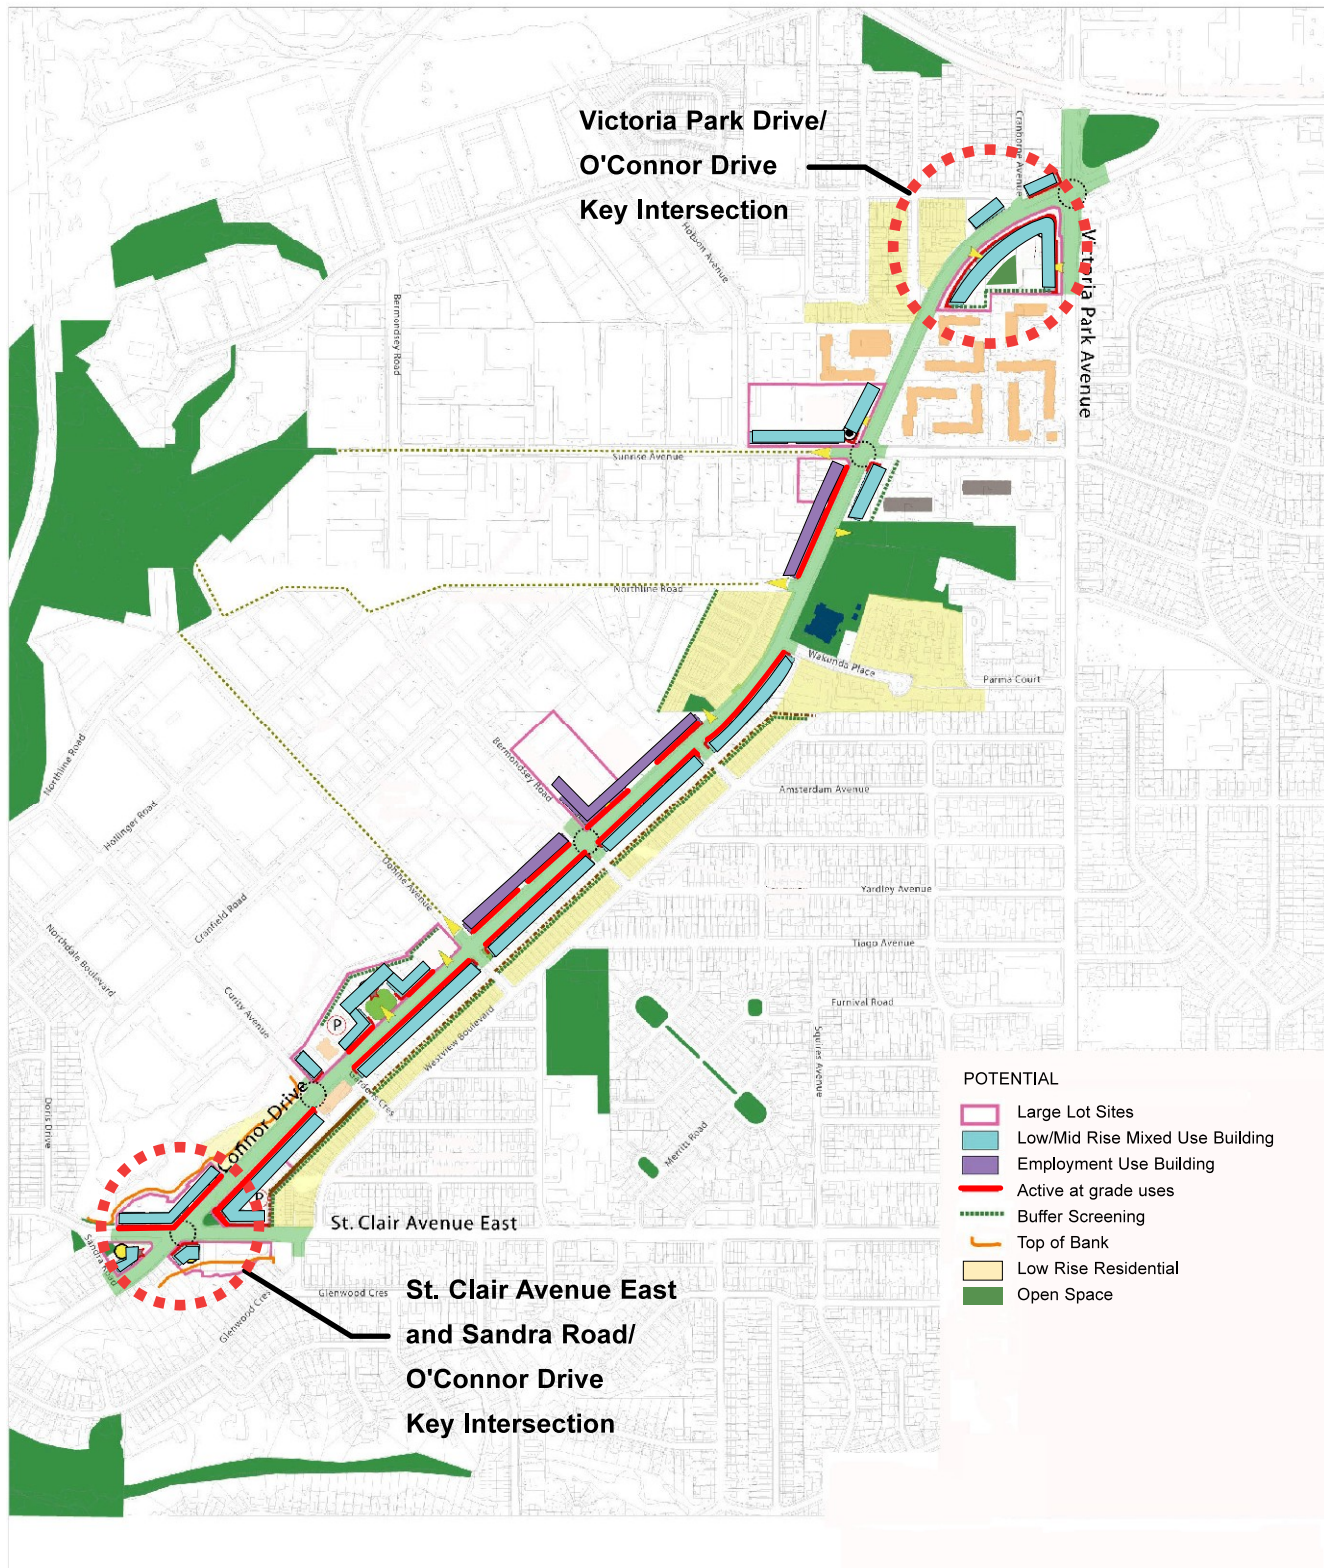 Victoria Park Drive/
O'Connor Drive
Key Intersection
Cranborne Avenue
Hobson Avenue
Victoria Park Avenue
Bermondsey Road
Sunrise Avenue
Northline Road
Wakunda Place
Parma Court
Northline Road
Bermondsey Road
Amsterdam Avenue
Hollinger Road
Yardley Avenue
Cranfield Road
Tiago Avenue
Northdale Boulevard
Curity Avenue
Furnival Road
P
Westview Boulevard
Squires Avenue
Doris Drive
Connor Drive
Merritt Road
St. Clair Avenue East
Sandra Road
Glenwood Cres
Glenwood Cres
St. Clair Avenue East
and Sandra Road/
O'Connor Drive
Key Intersection
POTENTIAL
Large Lot Sites
Low/Mid Rise Mixed Use Building
Employment Use Building
Active at grade uses
Buffer Screening
Top of Bank
Low Rise Residential
Open Space